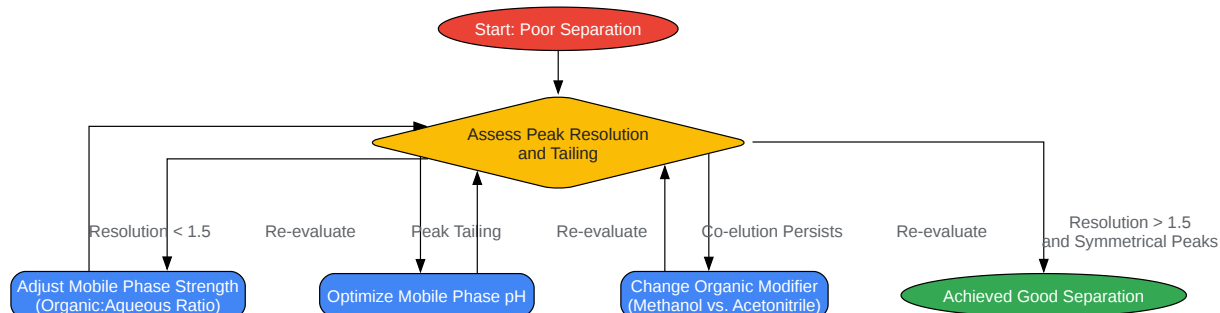 Start: Poor Separation
Assess Peak Resolution
and Tailing
Resolution < 1.5
Re-evaluate
Peak Tailing
Re-evaluate
Co-elution Persists
Re-evaluate
Resolution > 1.5
and Symmetrical Peaks
Adjust Mobile Phase Strength
(Organic:Aqueous Ratio)
Optimize Mobile Phase pH
Change Organic Modifier
(Methanol vs. Acetonitrile)
Achieved Good Separation